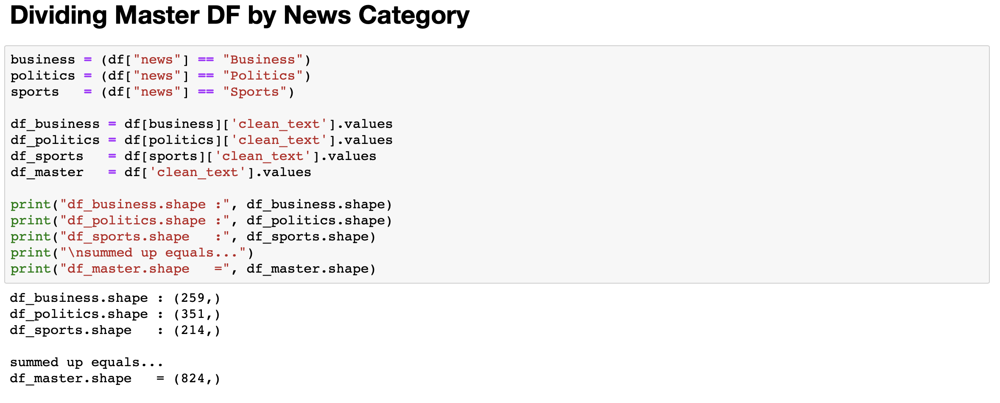 Dividing Master DF by News Category
business = (df["news"] == "Business")
politics = (df["news"] == "Politics")
sports   = (df["news"] == "Sports")
df_business = df[business]['clean_text'].values
df_politics = df[politics]['clean_text'].values
df_sports   = df[sports]['clean_text'].values
df_master   = df['clean_text'].values
print("df_business.shape :", df_business.shape)
print("df_politics.shape :", df_politics.shape)
print("df_sports.shape   :", df_sports.shape)
print("\nsummed up equals...")
print("df_master.shape   =", df_master.shape)
df_business.shape : (259,)
df_politics.shape : (351,)
df_sports.shape   : (214,)
summed up equals...
df_master.shape   = (824,)